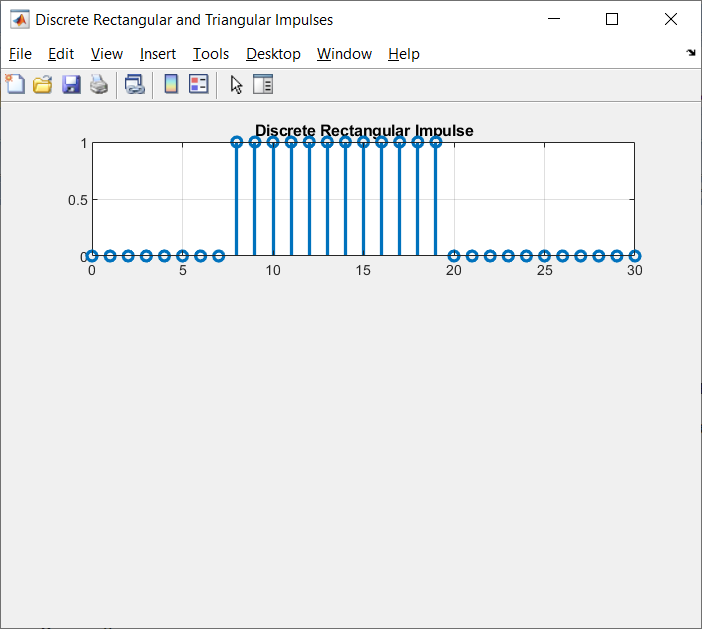 Discrete Rectangular and Triangular Impulses
File Edit View Insert Tools Desktop Window Help
Discrete Rectangular Impulse
1
0.5
0
0 5 10 15 20 25 30